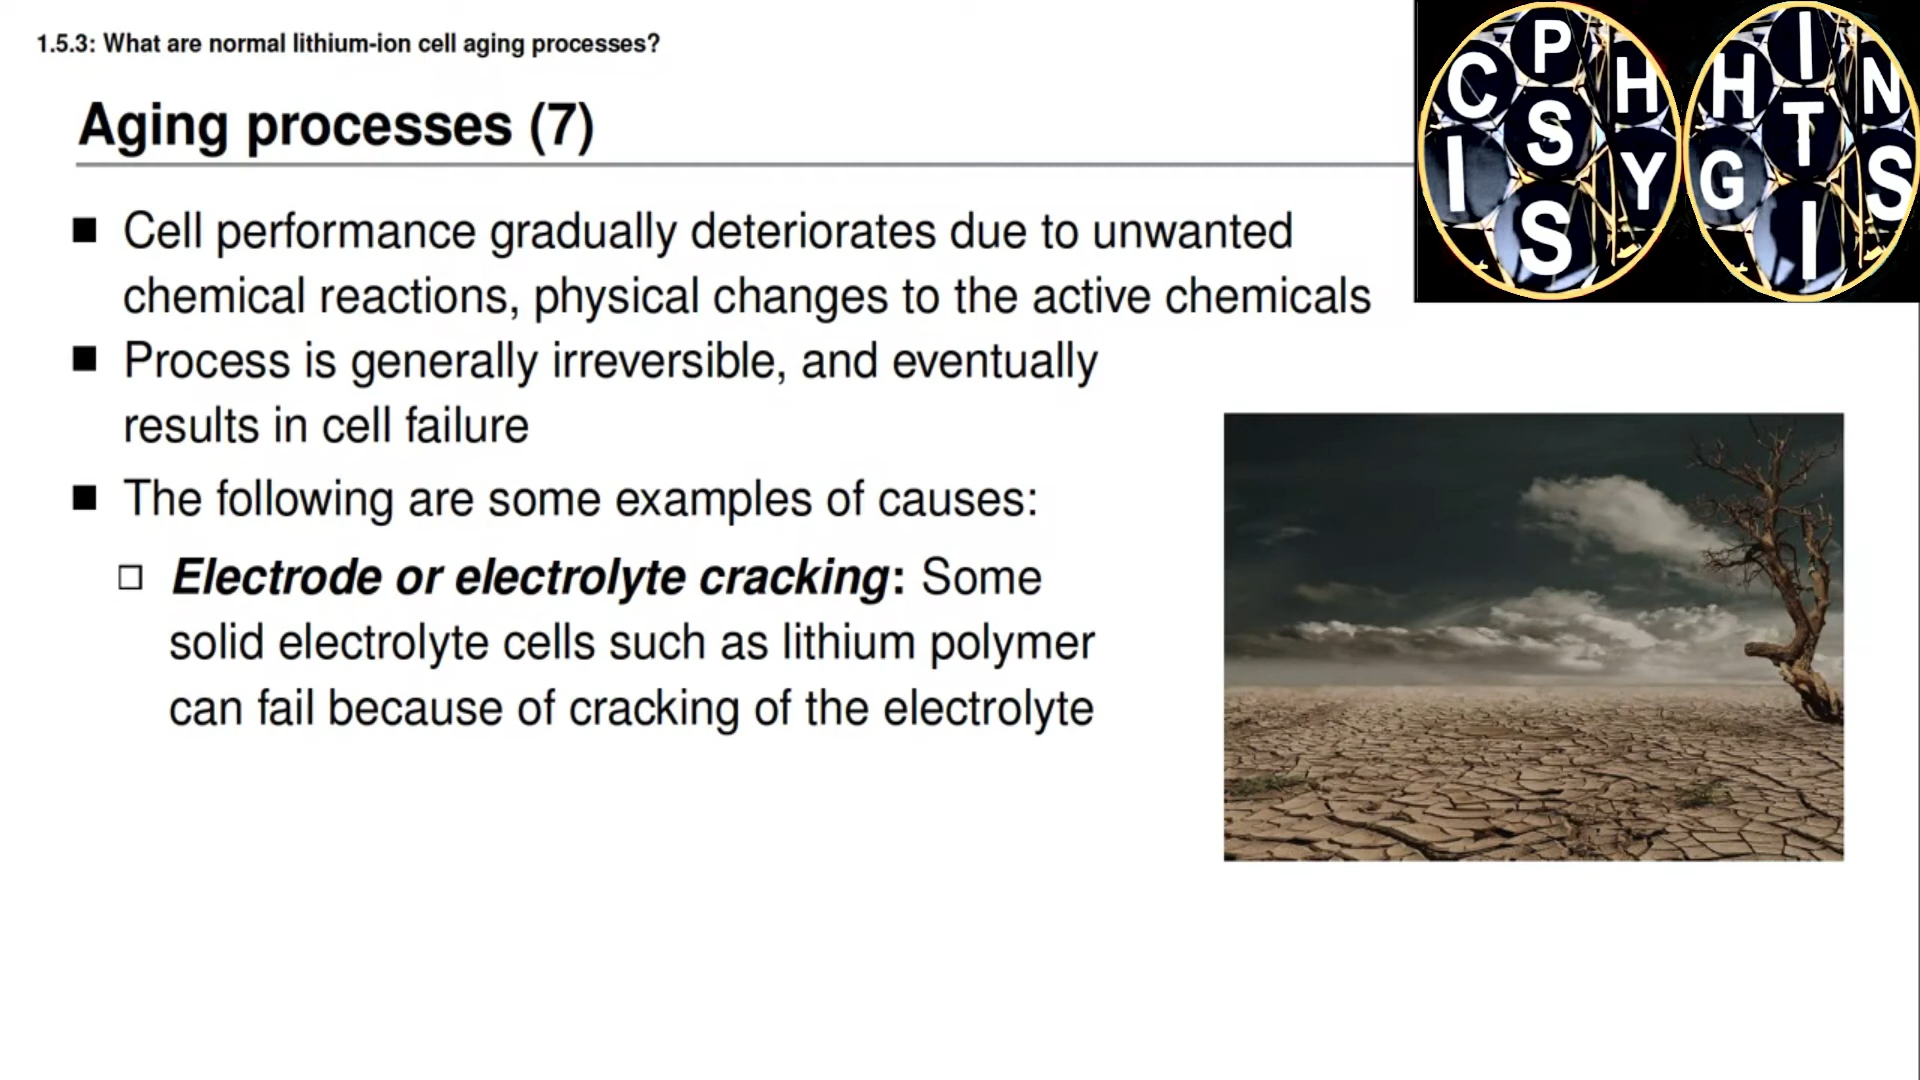 1.5.3: What are normal lithium-ion cell aging processes?
Aging processes (7)
■ Cell performance gradually deteriorates due to unwanted
chemical reactions, physical changes to the active chemicals
■ Process is generally irreversible, and eventually
results in cell failure
■ The following are some examples of causes:
□ Electrode or electrolyte cracking: Some
solid electrolyte cells such as lithium polymer
can fail because of cracking of the electrolyte
P
C H
S
I Y
S
I
H N
T
G S
I